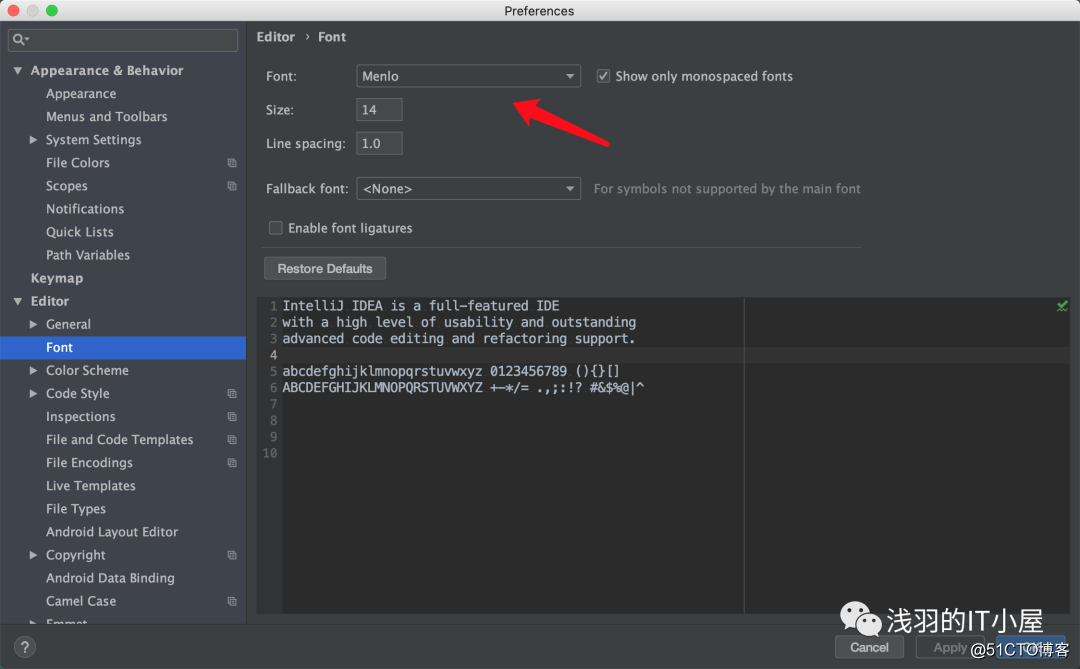 Preferences
Appearance & Behavior
Appearance
Menus and Toolbars
System Settings
File Colors
Scopes
Notifications
Quick Lists
Path Variables
Keymap
Editor
General
Font
Color Scheme
Code Style
Inspections
File and Code Templates
File Encodings
Live Templates
File Types
Android Layout Editor
Copyright
Android Data Binding
Camel Case
Emmet
?
Editor › Font
Font: Menlo Show only monospaced fonts
Size: 14
Line spacing: 1.0
Fallback font: <None> For symbols not supported by the main font
Enable font ligatures
Restore Defaults
1 IntelliJ IDEA is a full-featured IDE
2 with a high level of usability and outstanding
3 advanced code editing and refactoring support.
4
5 abcdefghijklmnopqrstuvwxyz 0123456789 (){}[]
6 ABCDEFGHIJKLMNOPQRSTUVWXYZ +-*/= .,;:!? #&$%@|^
7
8
9
10
浅羽的IT小屋
Cancel Apply
@51CTO博客